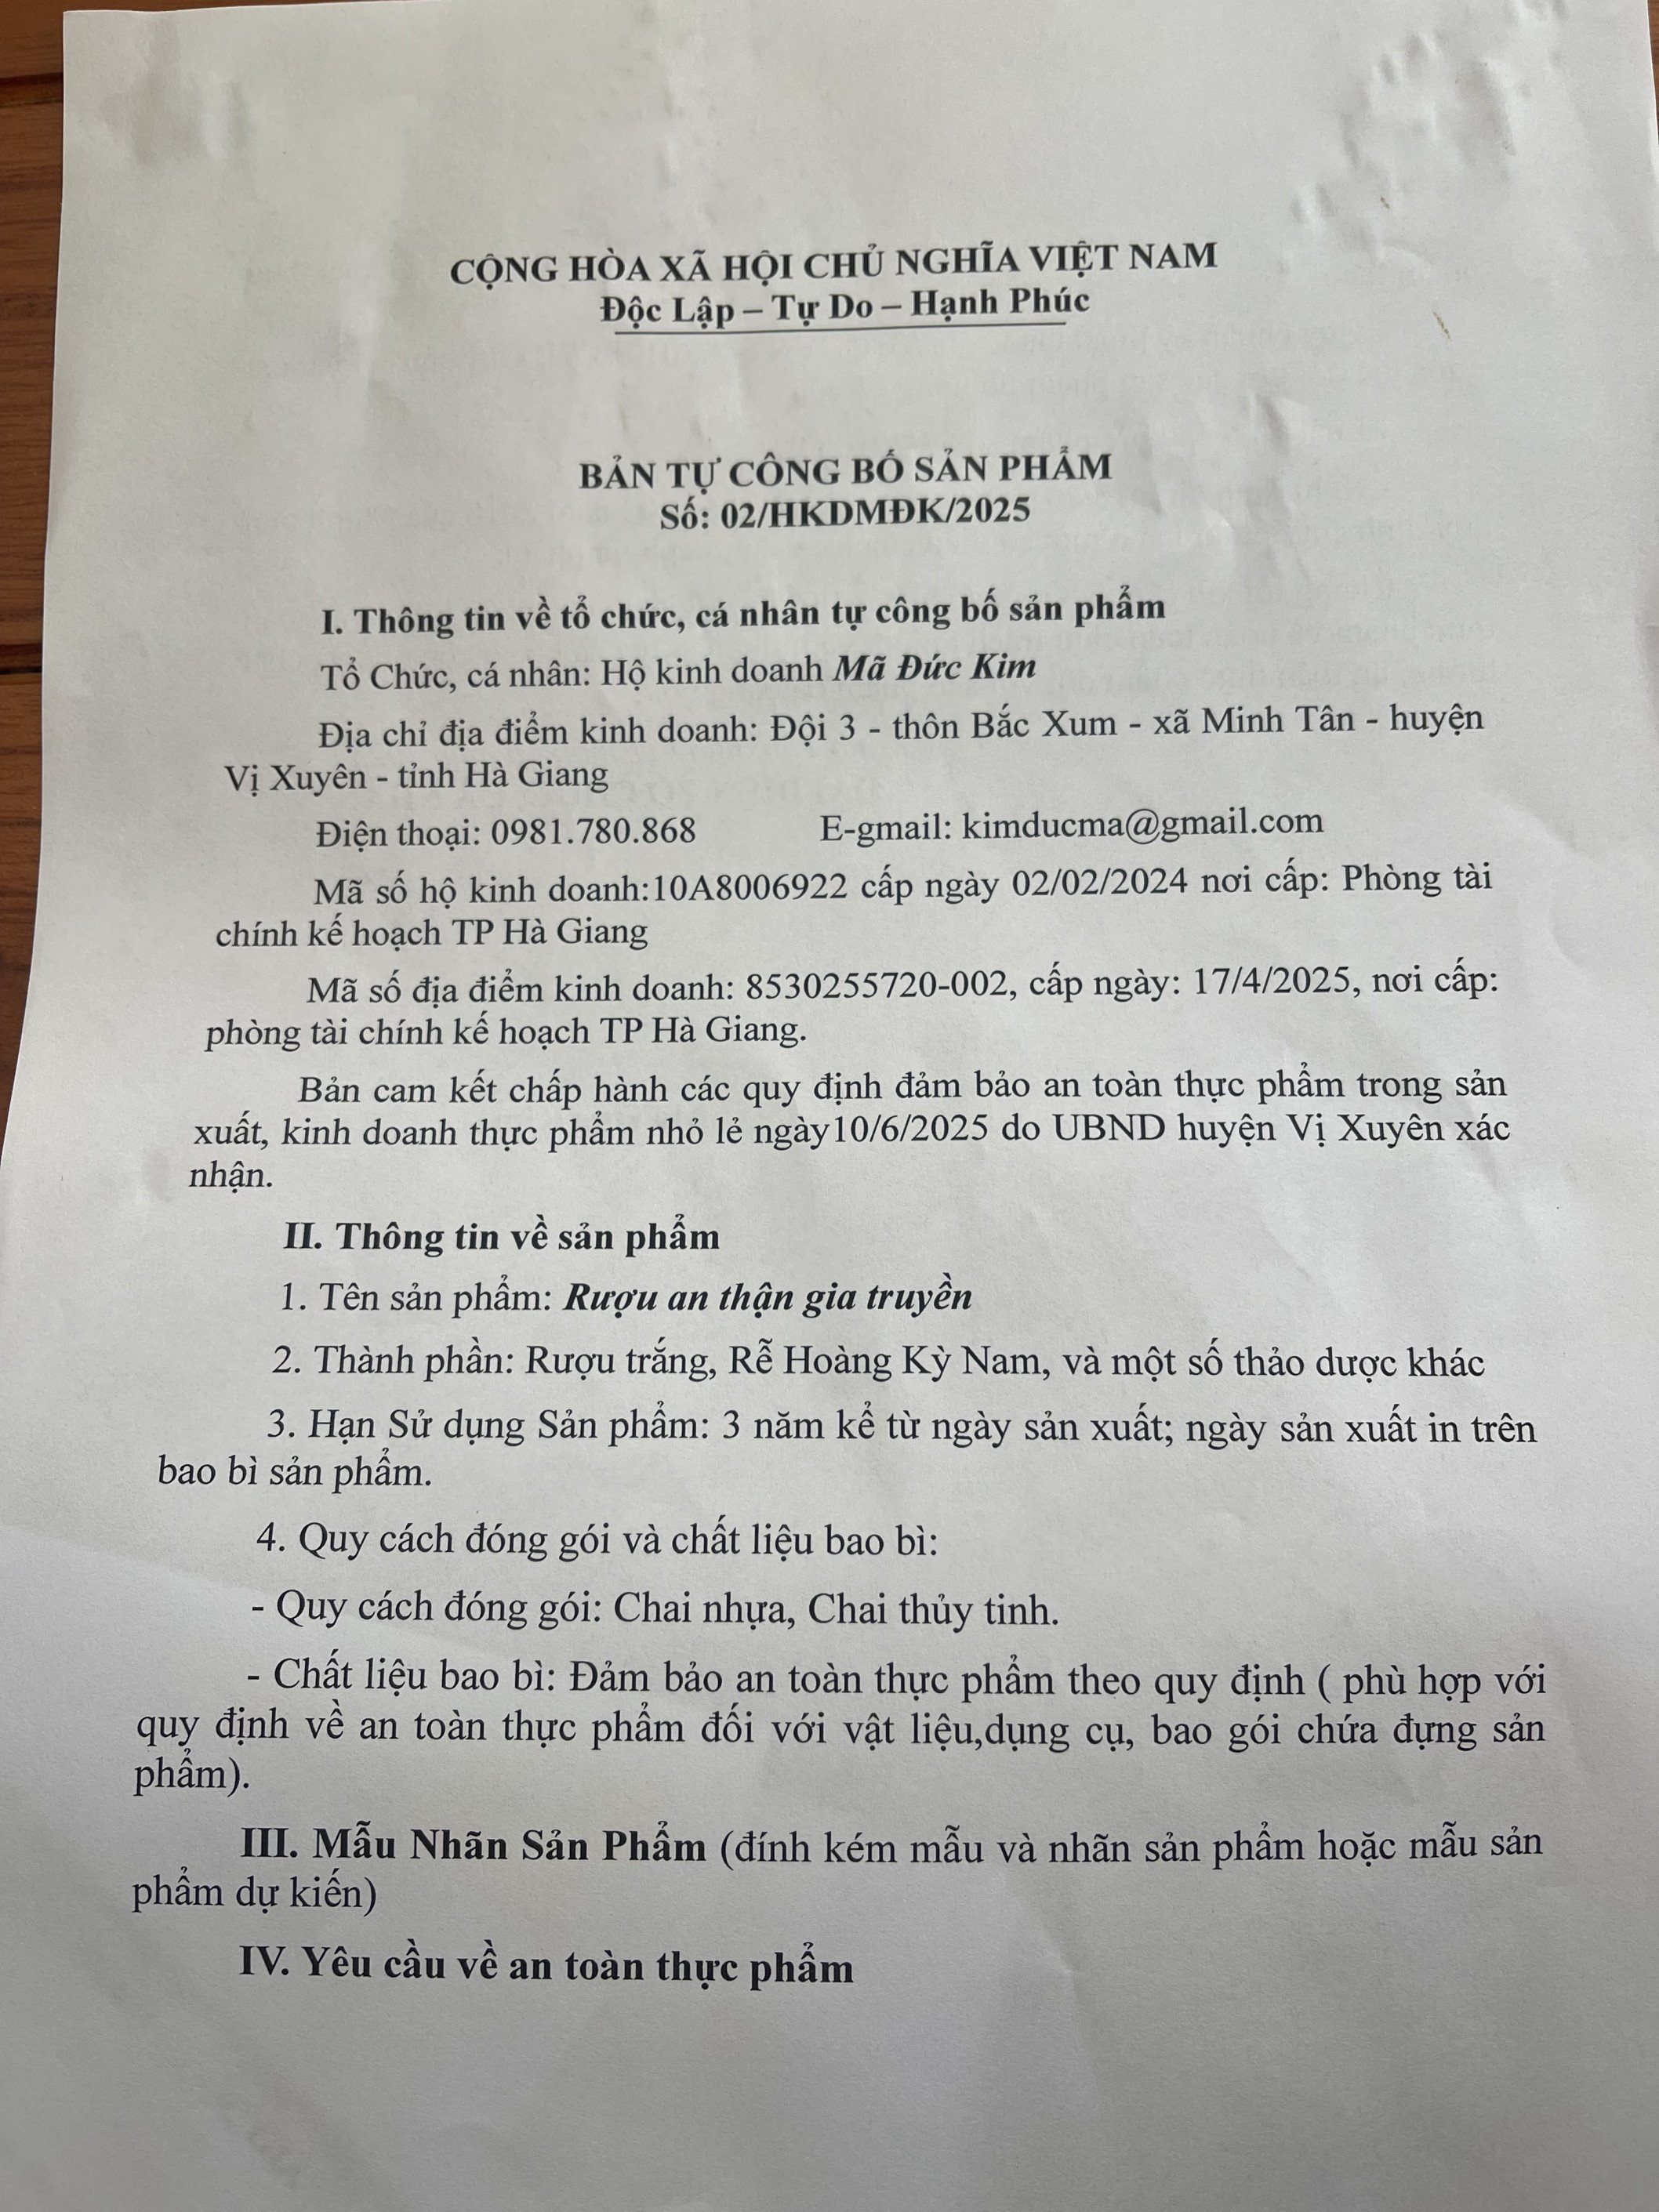 CỘNG HÒA XÃ HỘI CHỦ NGHĨA VIỆT NAM
Độc Lập – Tự Do – Hạnh Phúc
BẢN TỰ CÔNG BỐ SẢN PHẨM
Số: 02/HKDMĐK/2025
I. Thông tin về tổ chức, cá nhân tự công bố sản phẩm
Tổ Chức, cá nhân: Hộ kinh doanh Mã Đức Kim
Địa chỉ địa điểm kinh doanh: Đội 3 - thôn Bắc Xum - xã Minh Tân - huyện
Vị Xuyên - tỉnh Hà Giang
Điện thoại: 0981.780.868 E-gmail: kimducma@gmail.com
Mã số hộ kinh doanh:10A8006922 cấp ngày 02/02/2024 nơi cấp: Phòng tài
chính kế hoạch TP Hà Giang
Mã số địa điểm kinh doanh: 8530255720-002, cấp ngày: 17/4/2025, nơi cấp:
phòng tài chính kế hoạch TP Hà Giang.
Bản cam kết chấp hành các quy định đảm bảo an toàn thực phẩm trong sản
xuất, kinh doanh thực phẩm nhỏ lẻ ngày10/6/2025 do UBND huyện Vị Xuyên xác
nhận.
II. Thông tin về sản phẩm
1. Tên sản phẩm: Rượu an thận gia truyền
2. Thành phần: Rượu trắng, Rễ Hoàng Kỳ Nam, và một số thảo dược khác
3. Hạn Sử dụng Sản phẩm: 3 năm kể từ ngày sản xuất; ngày sản xuất in trên
bao bì sản phẩm.
4. Quy cách đóng gói và chất liệu bao bì:
- Quy cách đóng gói: Chai nhựa, Chai thủy tinh.
- Chất liệu bao bì: Đảm bảo an toàn thực phẩm theo quy định ( phù hợp với
quy định về an toàn thực phẩm đối với vật liệu,dụng cụ, bao gói chứa đựng sản
phẩm).
III. Mẫu Nhãn Sản Phẩm (đính kém mẫu và nhãn sản phẩm hoặc mẫu sản
phẩm dự kiến)
IV. Yêu cầu về an toàn thực phẩm